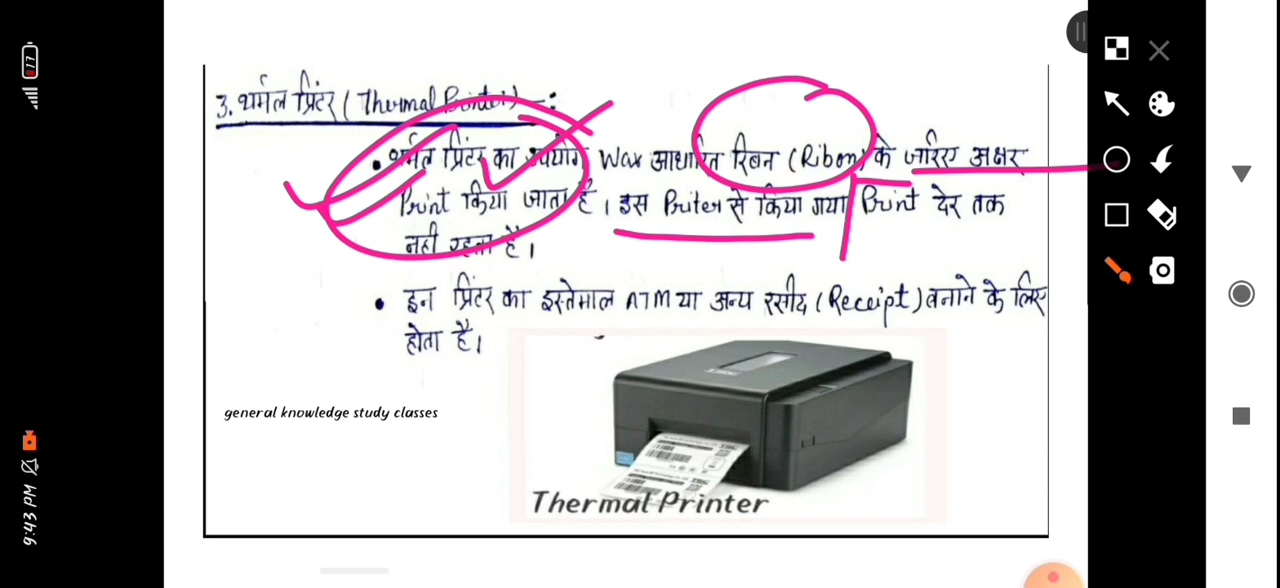 3. थर्मल प्रिंटर ( Thermal Printer) -:
• थर्मल प्रिंटर का उपयोग Wax आधारित रिबन (Ribon) के जरिए अक्षर
Print किया जाता है। इस Priter से किया गया Print देर तक
नही रहता है।
• इन प्रिंटर का इस्तेमाल ATM या अन्य रसीद (Receipt) बनाने के लिए
होता है।
general knowledge study classes
Thermal Printer
17
9:43 PM